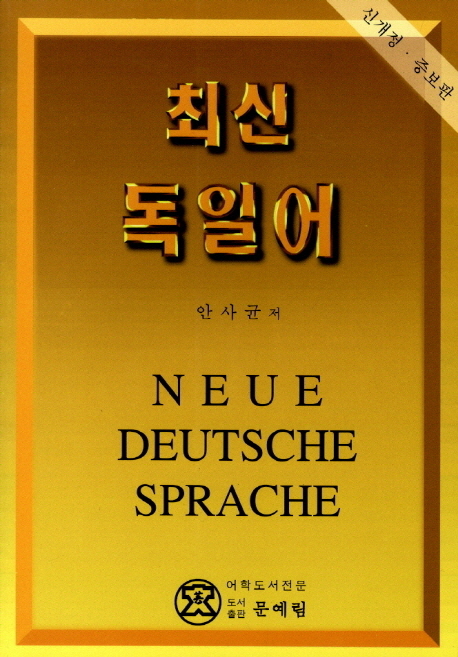 신개정 · 증보판
최신
독일어
안사균 저
NEUE
DEUTSCHE
SPRACHE
어학도서전문
도서
출판 문예림